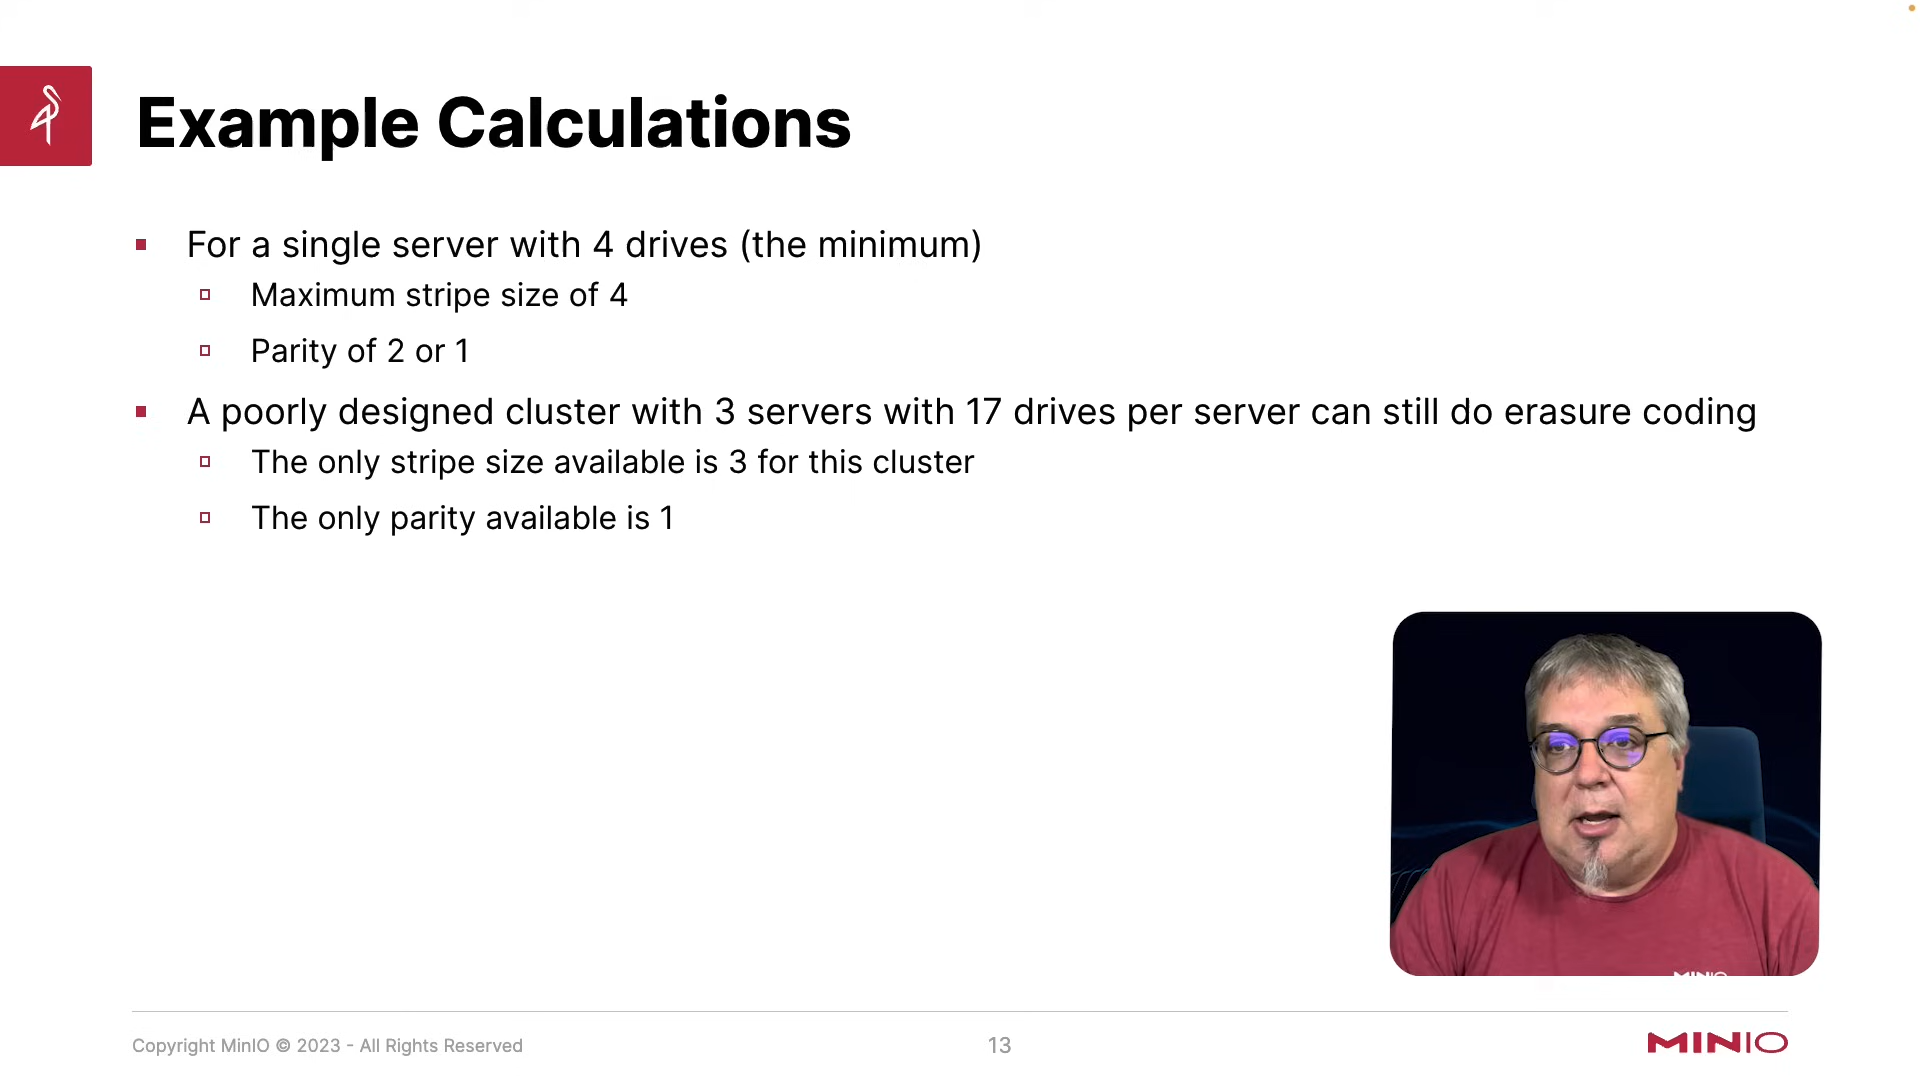 Example Calculations
For a single server with 4 drives (the minimum)
Maximum stripe size of 4
Parity of 2 or 1
A poorly designed cluster with 3 servers with 17 drives per server can still do erasure coding
The only stripe size available is 3 for this cluster
The only parity available is 1
MINIO
Copyright MinIO © 2023 - All Rights Reserved
13
MINIO